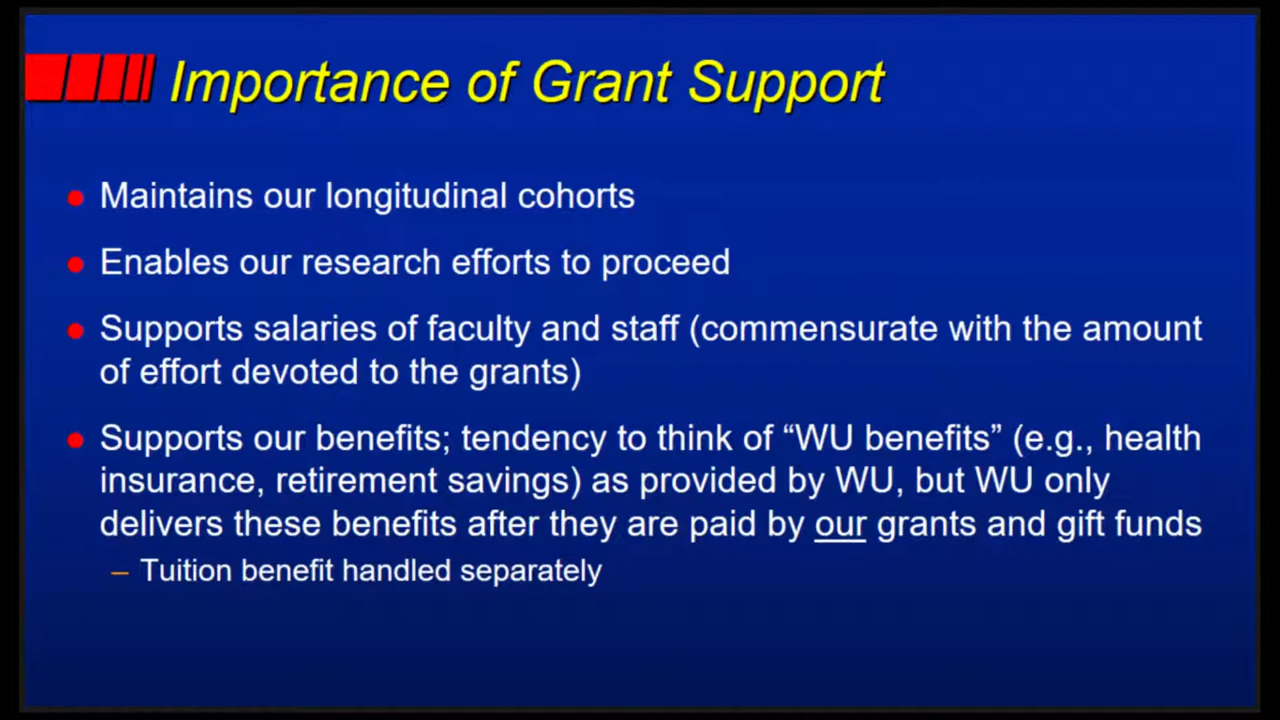 Importance of Grant Support
● Maintains our longitudinal cohorts
● Enables our research efforts to proceed
● Supports salaries of faculty and staff (commensurate with the amount
of effort devoted to the grants)
● Supports our benefits; tendency to think of “WU benefits” (e.g., health
insurance, retirement savings) as provided by WU, but WU only
delivers these benefits after they are paid by our grants and gift funds
– Tuition benefit handled separately